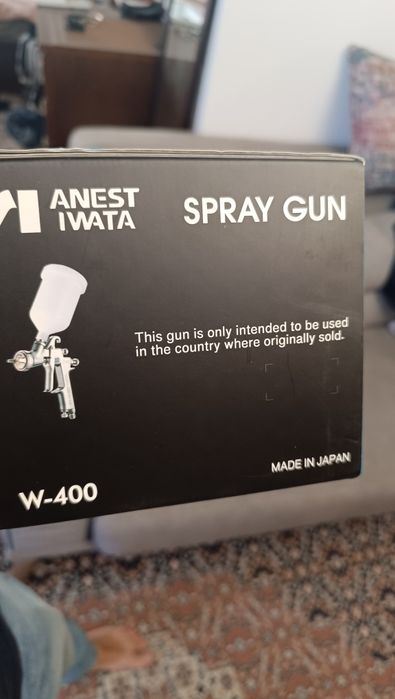 ANEST
IWATA
SPRAY GUN
This gun is only intended to be used
in the country where originally sold.
MADE IN JAPAN
W-400